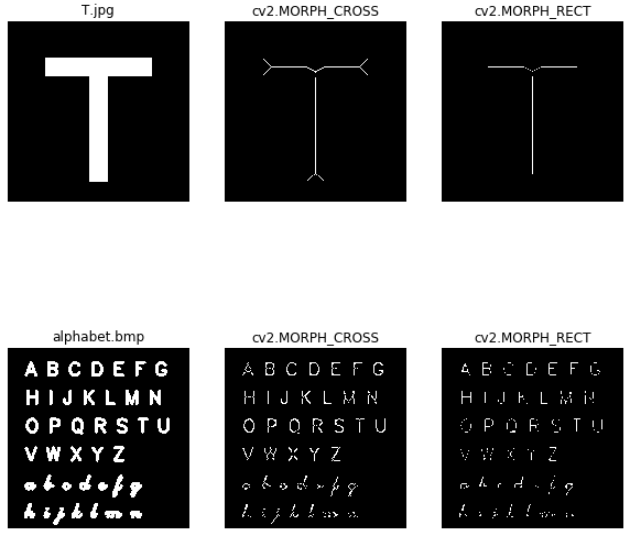 T.jpg cv2.MORPH_CROSS cv2.MORPH_RECT
T
alphabet.bmp cv2.MORPH_CROSS cv2.MORPH_RECT
A B C D E F G A B C D E F G A B C D E F G
H I J K L M N H I J K L M N H I J K L M N
O P Q R S T U O P Q R S T U O P Q R S T U
V W X Y Z V W X Y Z V W X Y Z
a b c d e f g a b c d e f g a b c d e f g
h i j k l m n h i j k l m n h i j k l m n